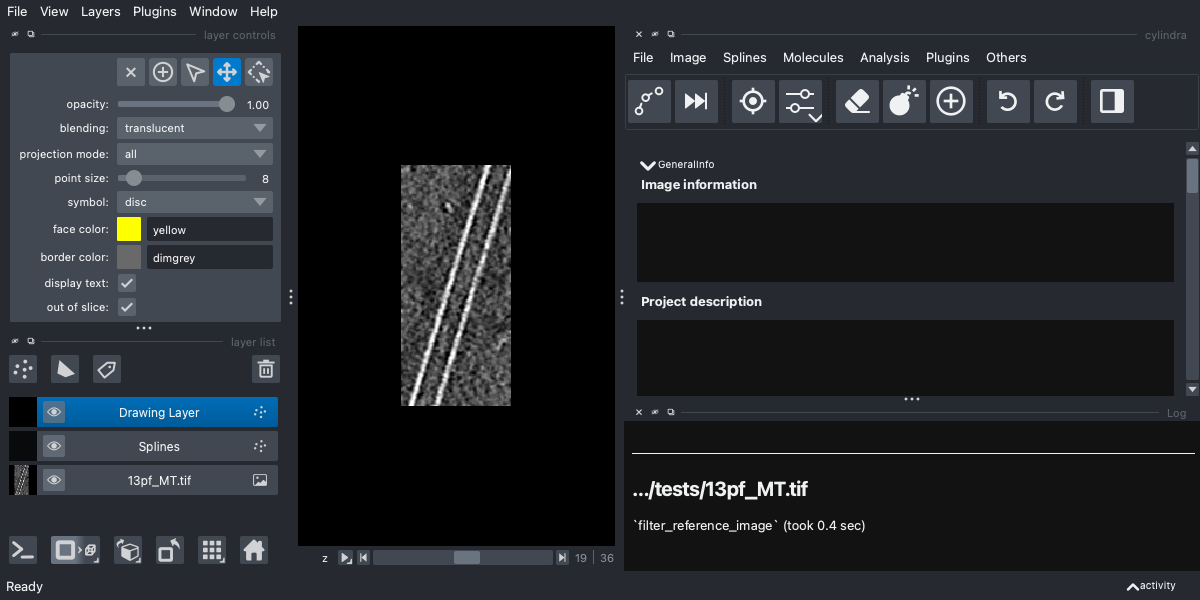 File View Layers Plugins Window Help
layer controls
opacity: 1.00
blending: translucent
projection mode: all
point size: 8
symbol: disc
face color: yellow
border color: dimgrey
display text:
out of slice:
layer list
Drawing Layer
Splines
13pf_MT.tif
Ready
z 19 36
cylindra
File Image Splines Molecules Analysis Plugins Others
GeneralInfo
Image information
Project description
Log
.../tests/13pf_MT.tif
`filter_reference_image` (took 0.4 sec)
activity